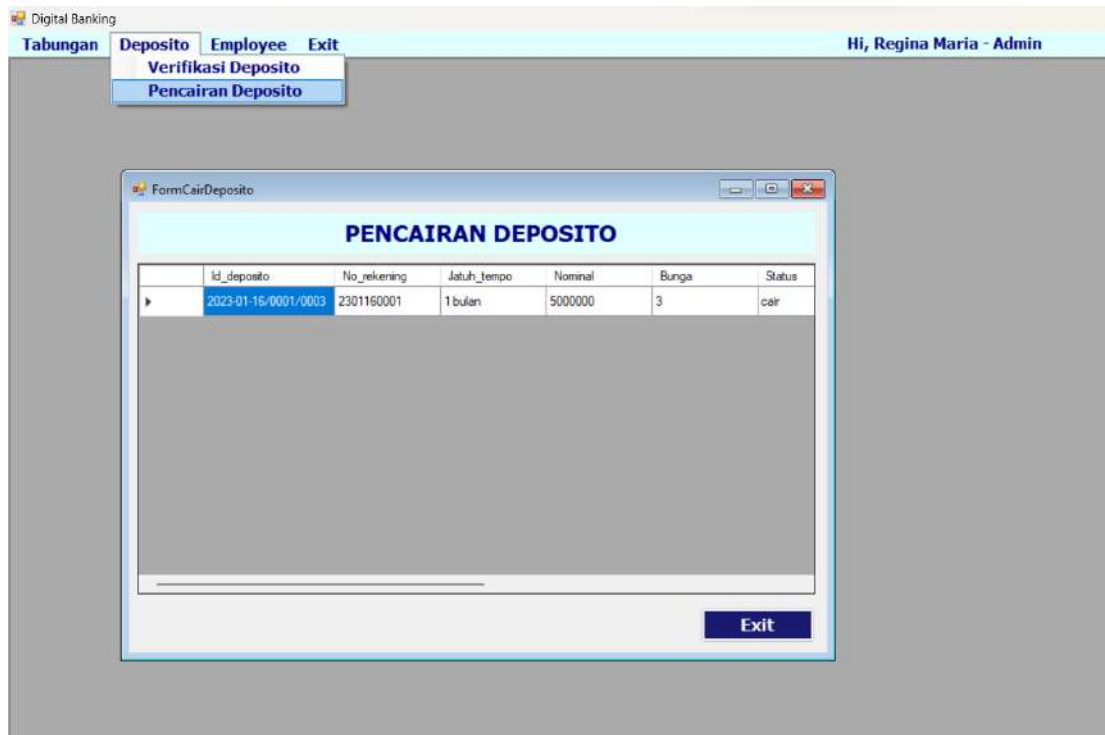 Digital Banking
Tabungan Deposito Employee Exit Hi, Regina Maria - Admin
Verifikasi Deposito
Pencairan Deposito
FormCairDeposito
PENCAIRAN DEPOSITO
Id_deposito No_rekening Jatuh_tempo Nominal Bunga Status
2023-01-16/0001/0003 2301160001 1 bulan 5000000 3 cair
Exit